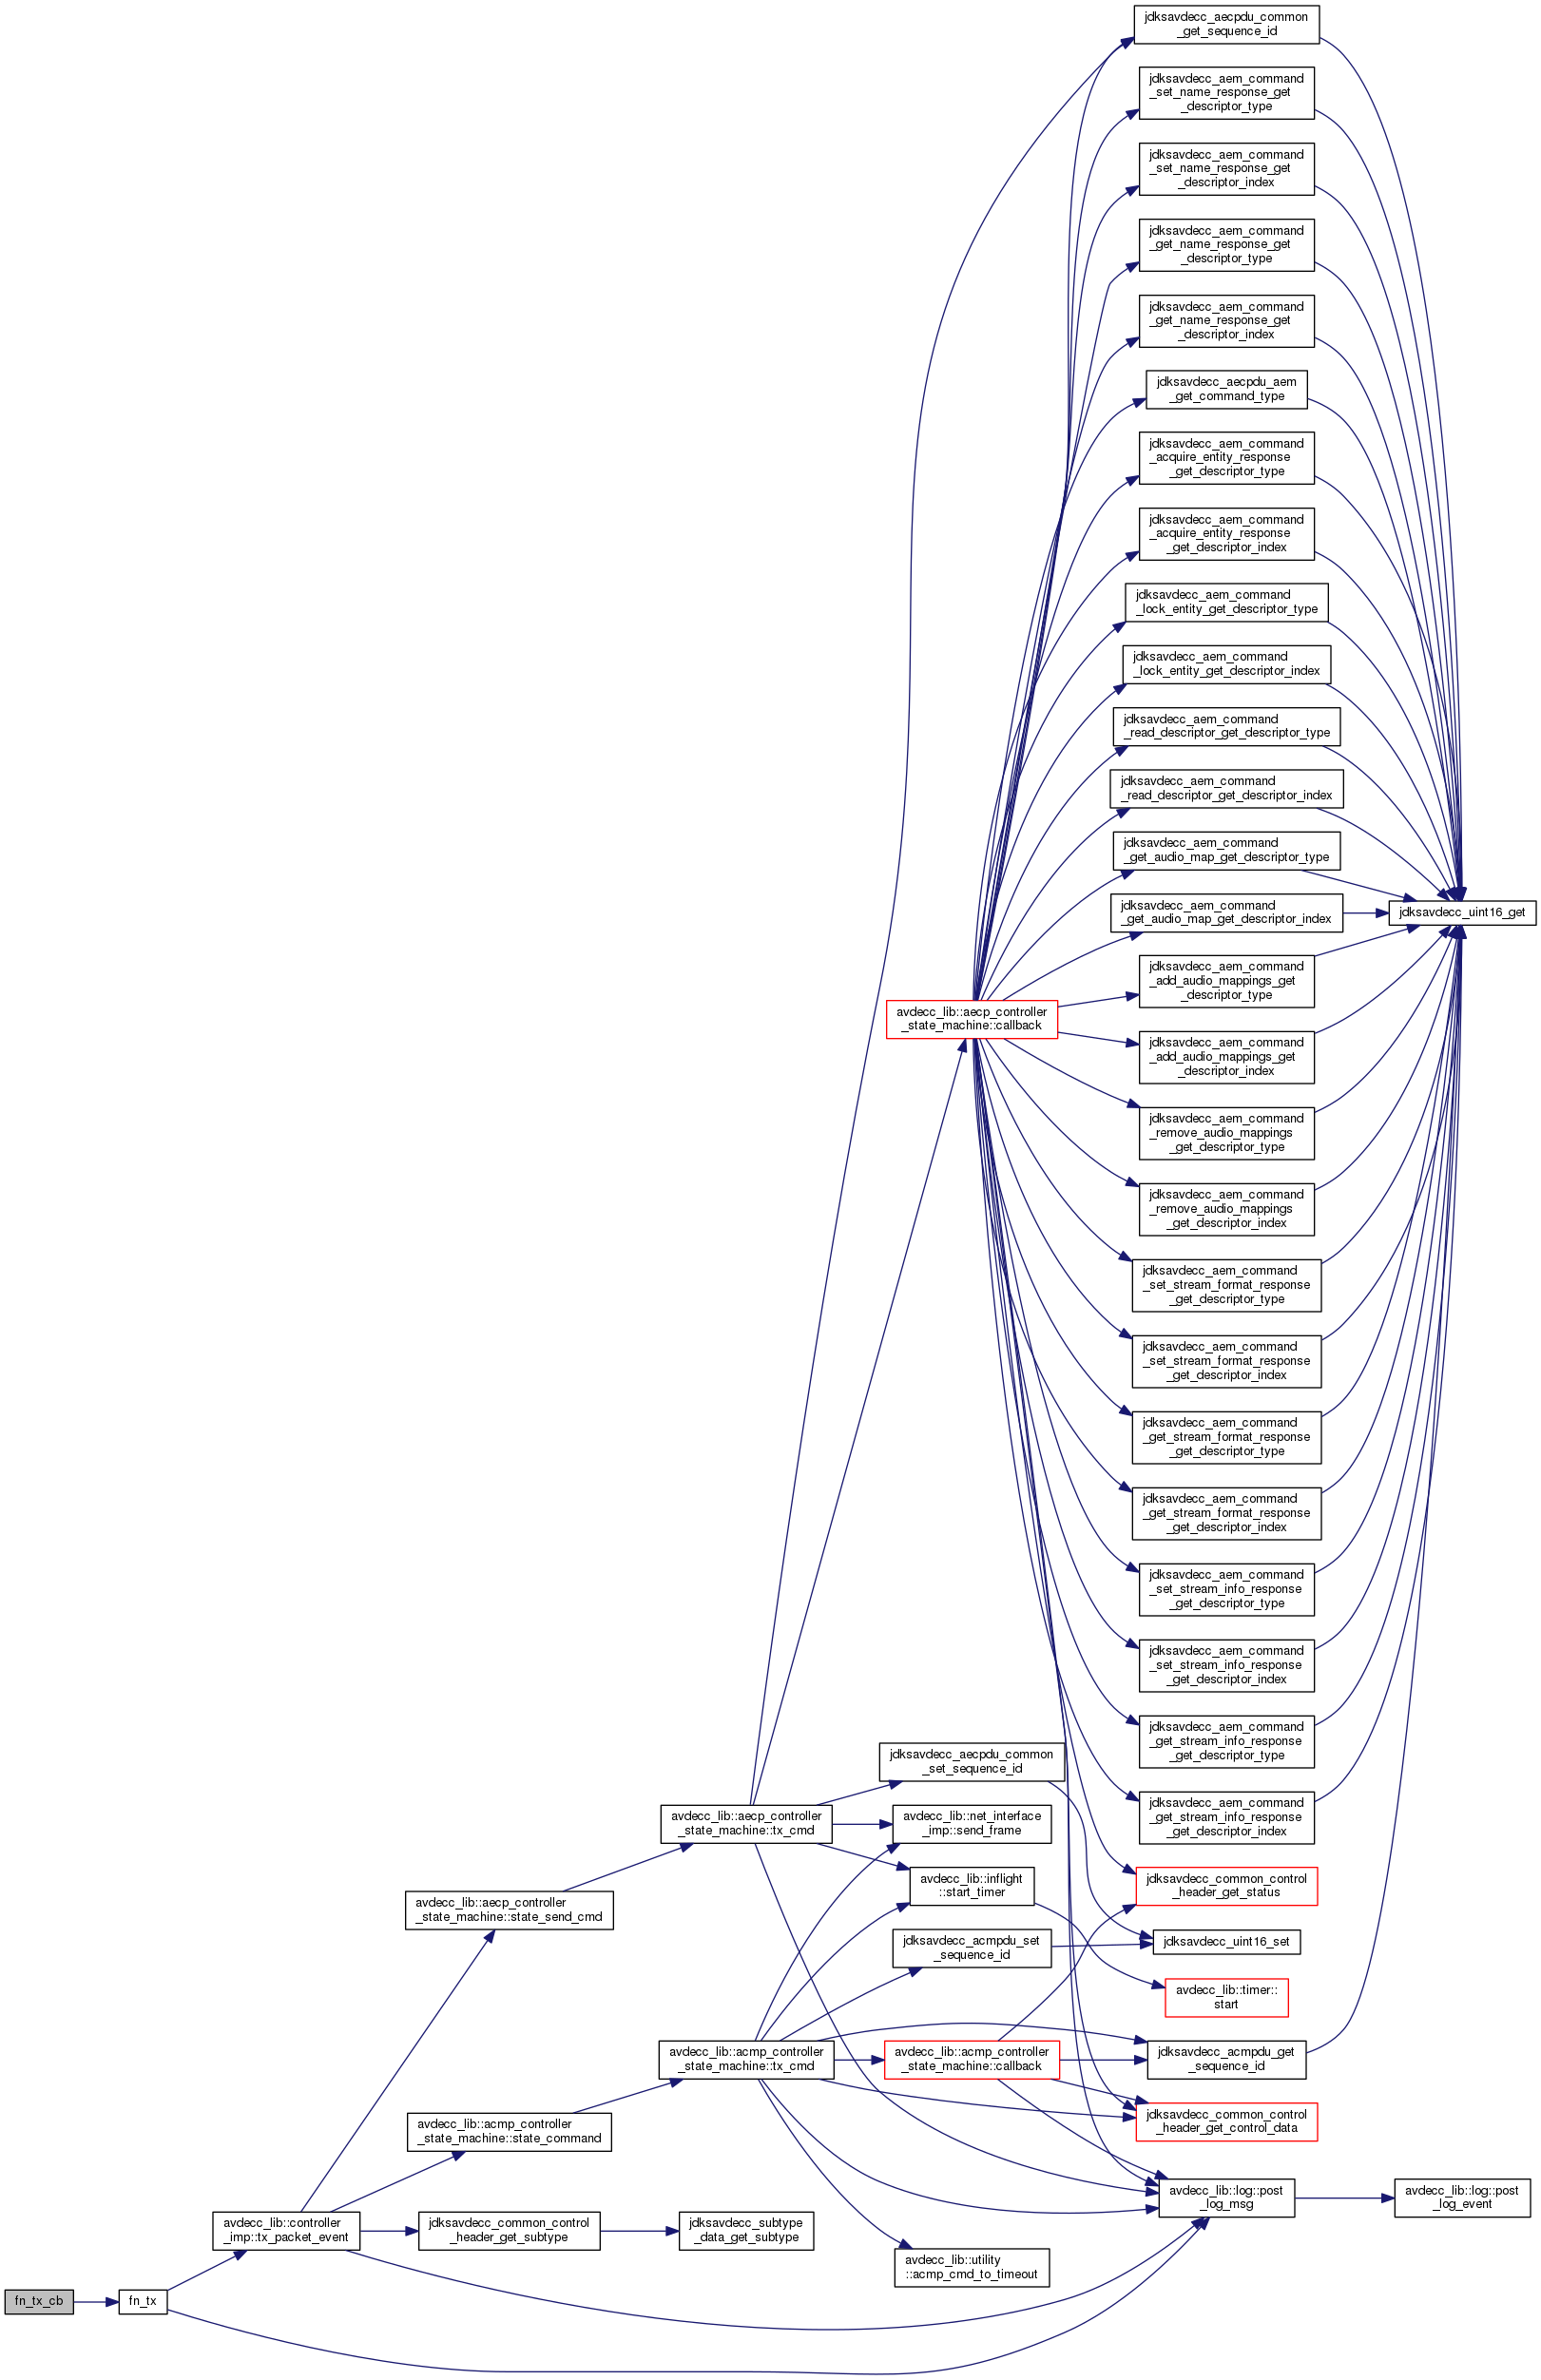 jdksavdecc_aecpdu_common
_get_sequence_id
jdksavdecc_aem_command
_set_name_response_get
_descriptor_type
jdksavdecc_aem_command
_set_name_response_get
_descriptor_index
jdksavdecc_aem_command
_get_name_response_get
_descriptor_type
jdksavdecc_aem_command
_get_name_response_get
_descriptor_index
jdksavdecc_aecpdu_aem
_get_command_type
jdksavdecc_aem_command
_acquire_entity_response
_get_descriptor_type
jdksavdecc_aem_command
_acquire_entity_response
_get_descriptor_index
jdksavdecc_aem_command
_lock_entity_get_descriptor_type
jdksavdecc_aem_command
_lock_entity_get_descriptor_index
jdksavdecc_aem_command
_read_descriptor_get_descriptor_type
jdksavdecc_aem_command
_read_descriptor_get_descriptor_index
jdksavdecc_aem_command
_get_audio_map_get_descriptor_type
jdksavdecc_aem_command
_get_audio_map_get_descriptor_index
jdksavdecc_uint16_get
jdksavdecc_aem_command
_add_audio_mappings_get
_descriptor_type
avdecc_lib::aecp_controller
_state_machine::callback
jdksavdecc_aem_command
_add_audio_mappings_get
_descriptor_index
jdksavdecc_aem_command
_remove_audio_mappings
_get_descriptor_type
jdksavdecc_aem_command
_remove_audio_mappings
_get_descriptor_index
jdksavdecc_aem_command
_set_stream_format_response
_get_descriptor_type
jdksavdecc_aem_command
_set_stream_format_response
_get_descriptor_index
jdksavdecc_aem_command
_get_stream_format_response
_get_descriptor_type
jdksavdecc_aem_command
_get_stream_format_response
_get_descriptor_index
jdksavdecc_aem_command
_set_stream_info_response
_get_descriptor_type
jdksavdecc_aem_command
_set_stream_info_response
_get_descriptor_index
jdksavdecc_aem_command
_get_stream_info_response
_get_descriptor_type
jdksavdecc_aecpdu_common
_set_sequence_id
jdksavdecc_aem_command
_get_stream_info_response
_get_descriptor_index
avdecc_lib::aecp_controller
_state_machine::tx_cmd
avdecc_lib::net_interface
_imp::send_frame
avdecc_lib::inflight
::start_timer
jdksavdecc_common_control
_header_get_status
avdecc_lib::aecp_controller
_state_machine::state_send_cmd
jdksavdecc_acmpdu_set
_sequence_id
jdksavdecc_uint16_set
avdecc_lib::timer::
start
avdecc_lib::acmp_controller
_state_machine::tx_cmd
avdecc_lib::acmp_controller
_state_machine::callback
jdksavdecc_acmpdu_get
_sequence_id
jdksavdecc_common_control
_header_get_control_data
avdecc_lib::acmp_controller
_state_machine::state_command
avdecc_lib::log::post
_log_msg
avdecc_lib::log::post
_log_event
avdecc_lib::controller
_imp::tx_packet_event
jdksavdecc_common_control
_header_get_subtype
jdksavdecc_subtype
_data_get_subtype
avdecc_lib::utility
::acmp_cmd_to_timeout
fn_tx_cb
fn_tx